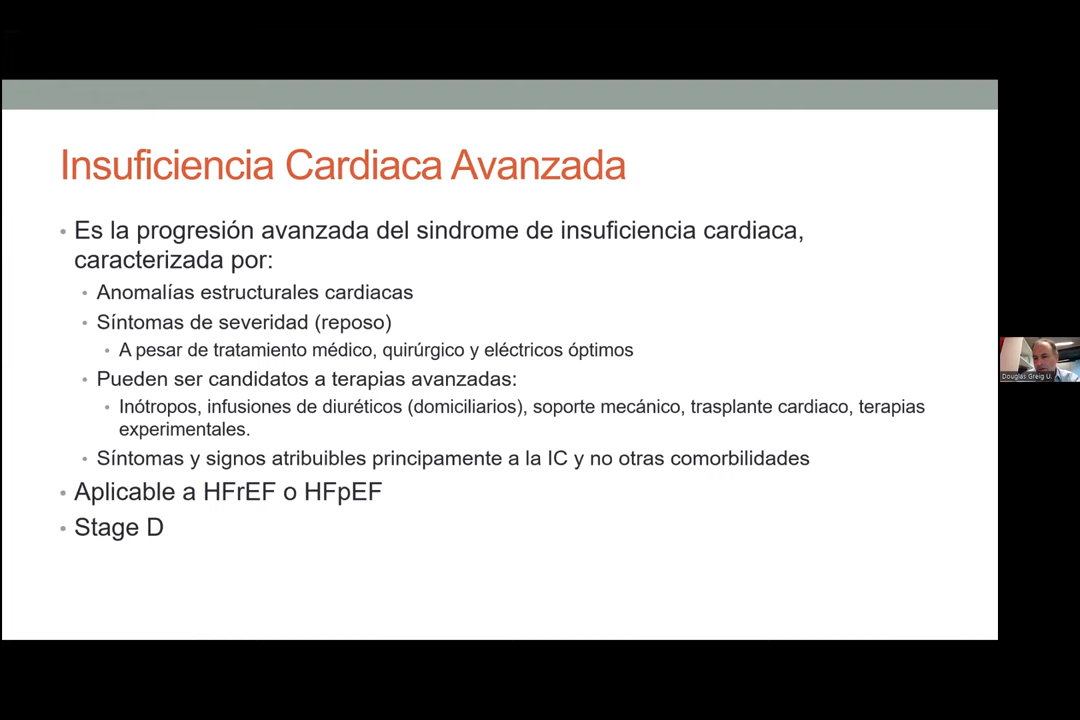 Insuficiencia Cardiaca Avanzada
• Es la progresión avanzada del sindrome de insuficiencia cardiaca,
caracterizada por:
• Anomalías estructurales cardiacas
• Síntomas de severidad (reposo)
• A pesar de tratamiento médico, quirúrgico y eléctricos óptimos
• Pueden ser candidatos a terapias avanzadas:
• Inótropos, infusiones de diuréticos (domiciliarios), soporte mecánico, trasplante cardiaco, terapias
experimentales.
• Síntomas y signos atribuibles principamente a la IC y no otras comorbilidades
• Aplicable a HFrEF o HFpEF
• Stage D
Douglas Greig U.